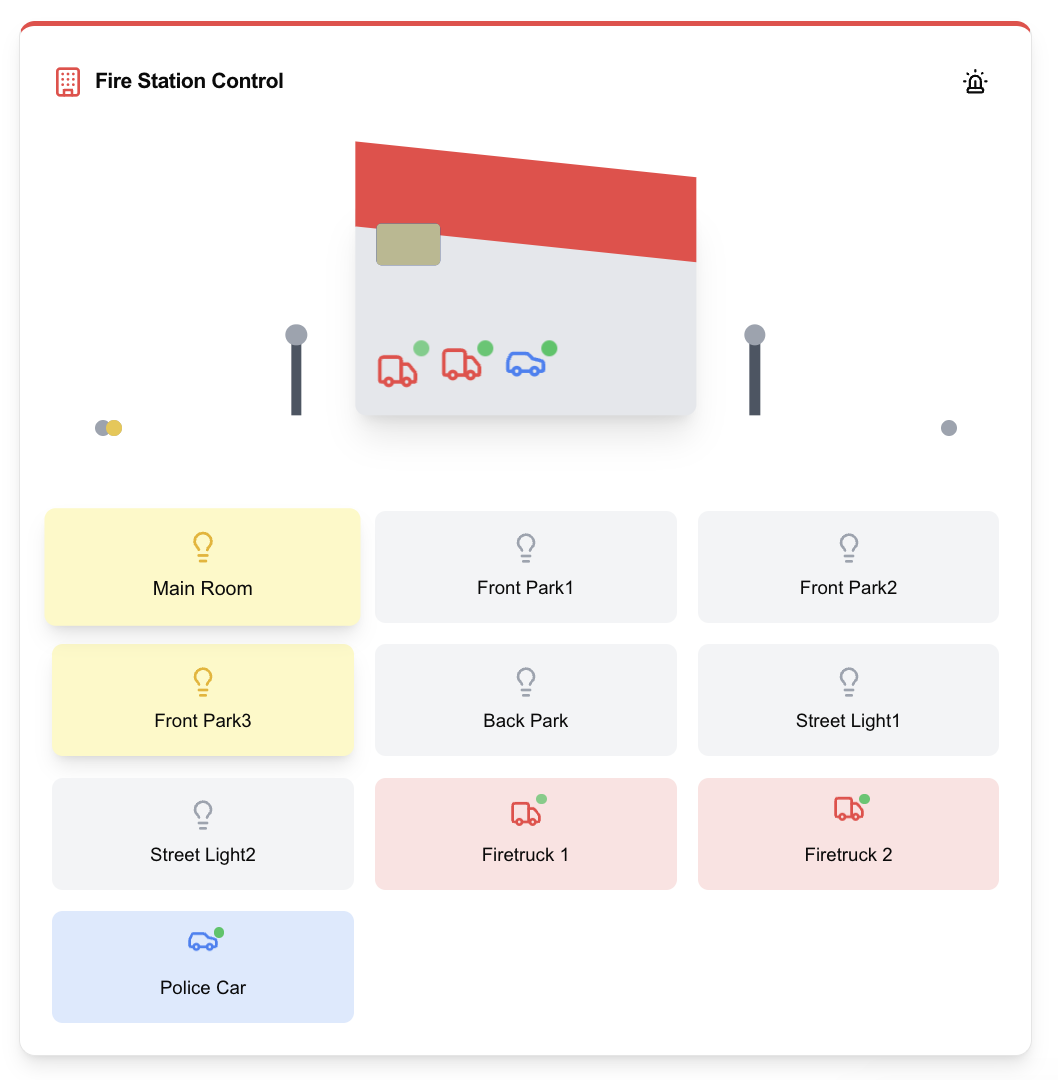 Fire Station Control
Main Room
Front Park1
Front Park2
Front Park3
Back Park
Street Light1
Street Light2
Firetruck 1
Firetruck 2
Police Car